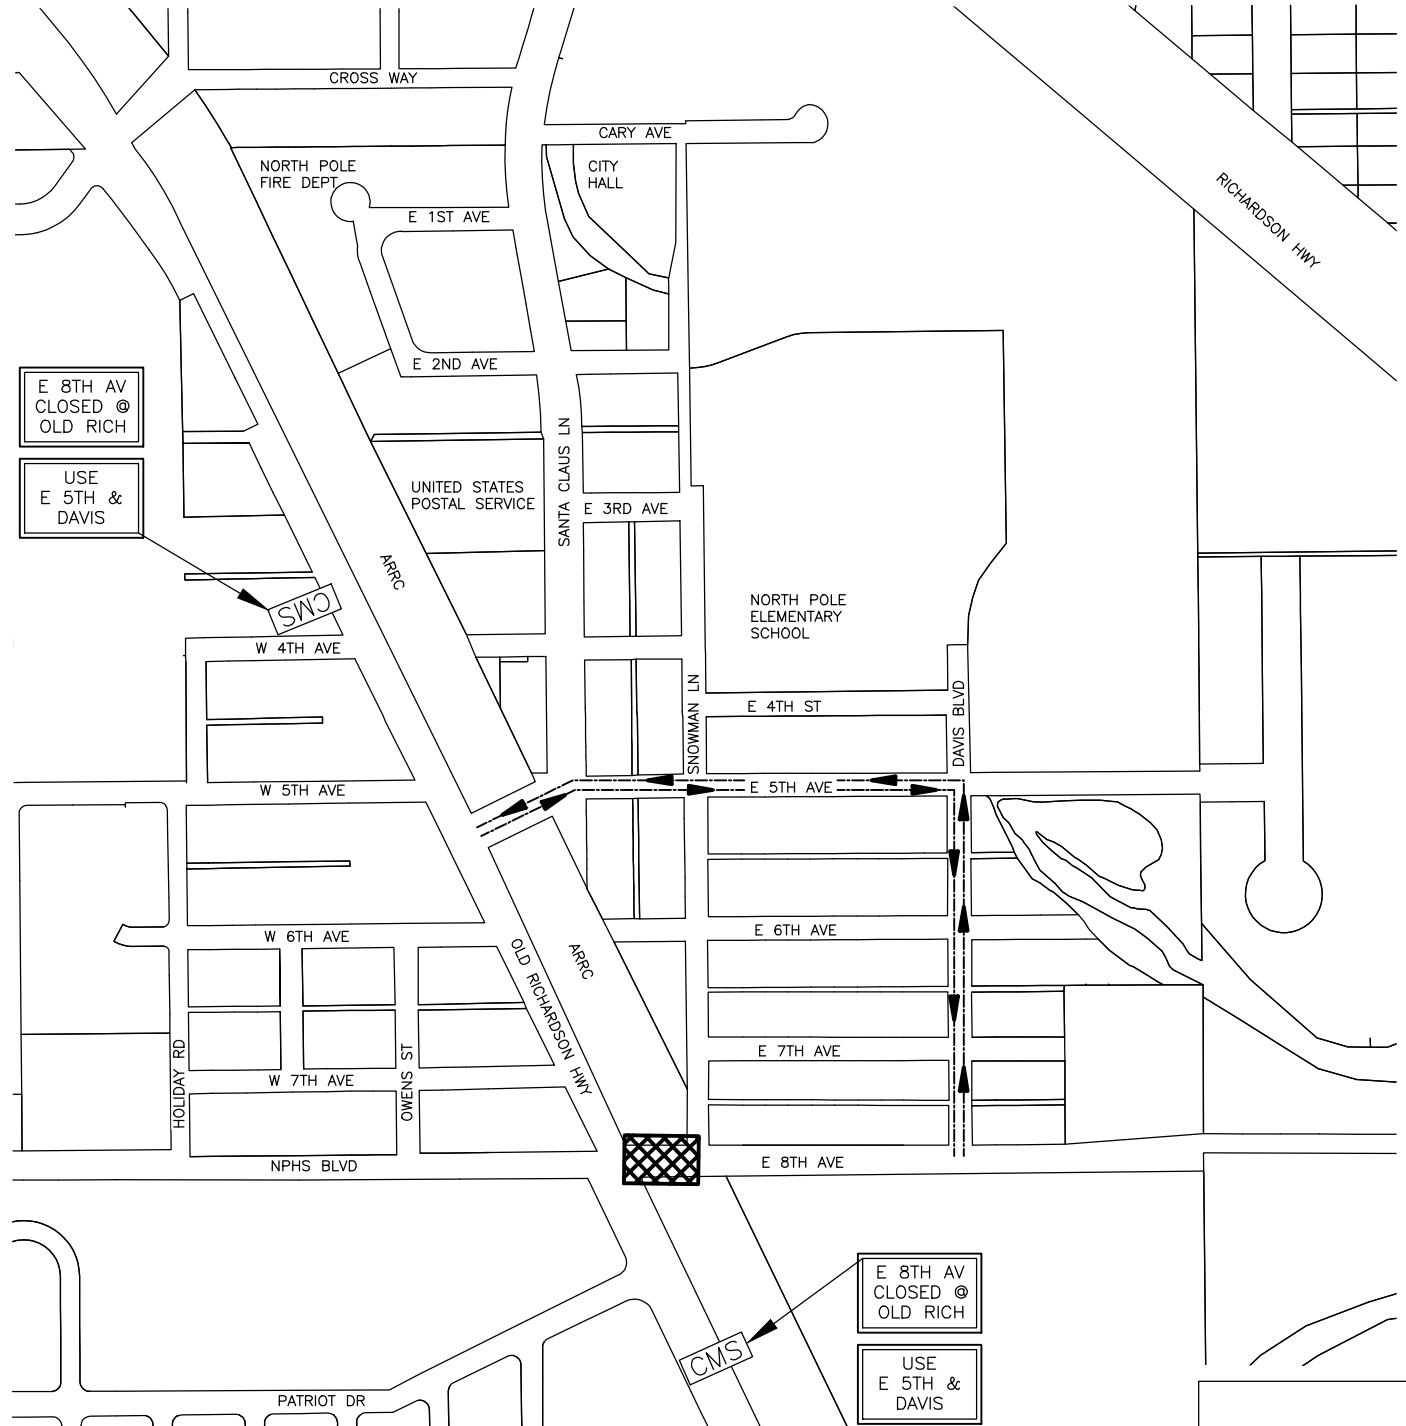 CROSS WAY
CARY AVE
NORTH POLE
FIRE DEPT
CITY
HALL
RICHARDSON HWY
E 1ST AVE
E 2ND AVE
E 8TH AV
CLOSED @
OLD RICH
USE
E 5TH &
DAVIS
SANTA CLAUS LN
UNITED STATES
POSTAL SERVICE
E 3RD AVE
ARRC
CMS
NORTH POLE
ELEMENTARY
SCHOOL
W 4TH AVE
SNOWMAN LN
E 4TH ST
DAVIS BLVD
W 5TH AVE
E 5TH AVE
W 6TH AVE
E 6TH AVE
OLD RICHARDSON HWY
ARRC
HOLIDAY RD
OWENS ST
W 7TH AVE
E 7TH AVE
NPHS BLVD
E 8TH AVE
E 8TH AV
CLOSED @
OLD RICH
CMS
USE
E 5TH &
DAVIS
PATRIOT DR